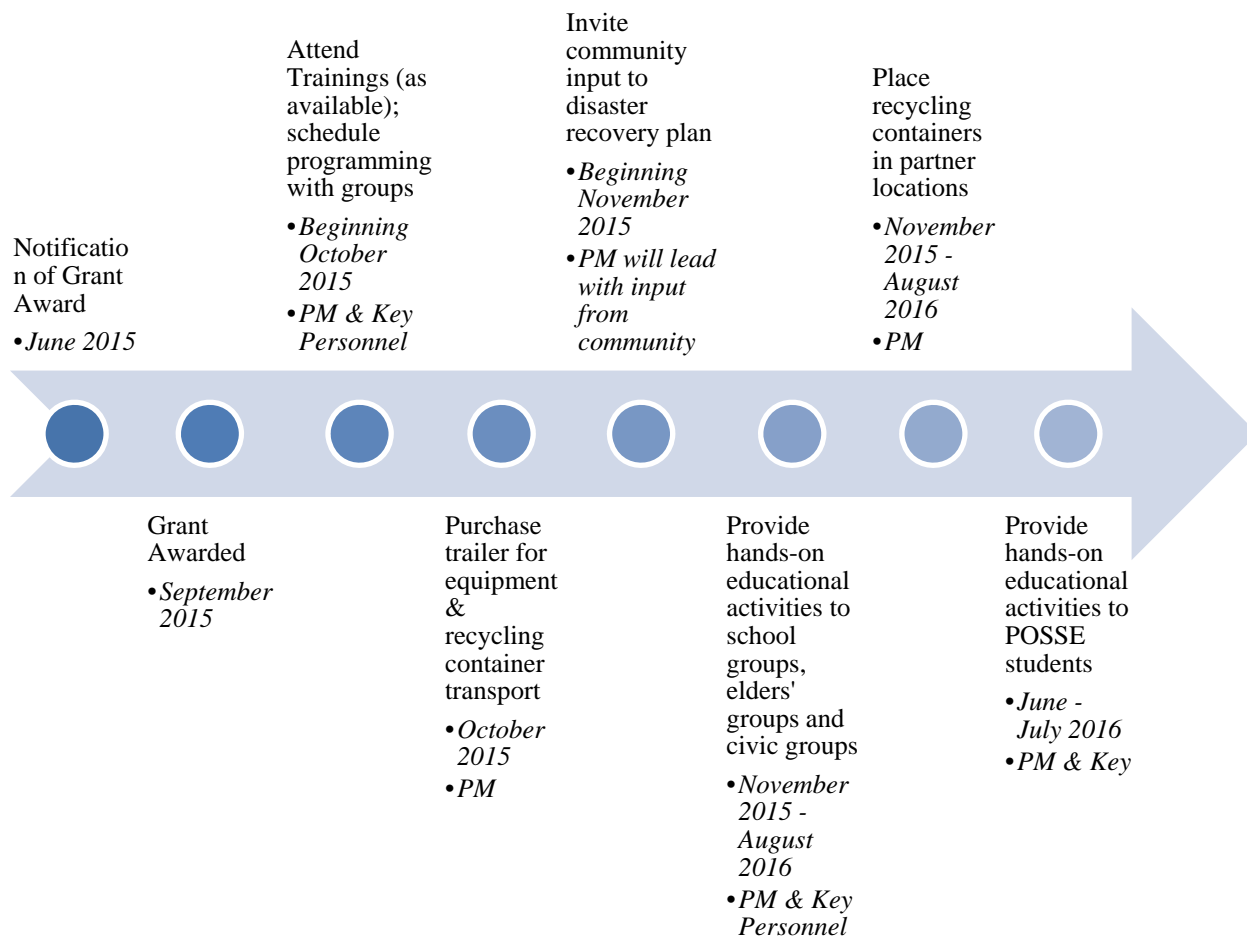 Notificatio
n of Grant
Award
•June 2015
Grant
Awarded
•September
2015
Attend
Trainings (as
available);
schedule
programming
with groups
•Beginning
October
2015
•PM & Key
Personnel
Purchase
trailer for
equipment
&
recycling
container
transport
•October
2015
•PM
Invite
community
input to
disaster
recovery plan
•Beginning
November
2015
•PM will lead
with input
from
community
Provide
hands-on
educational
activities to
school
groups,
elders'
groups and
civic groups
•November
2015 -
August
2016
•PM & Key
Personnel
Place
recycling
containers
in partner
locations
•November
2015 -
August
2016
•PM
Provide
hands-on
educational
activities to
POSSE
students
•June -
July 2016
•PM & Key